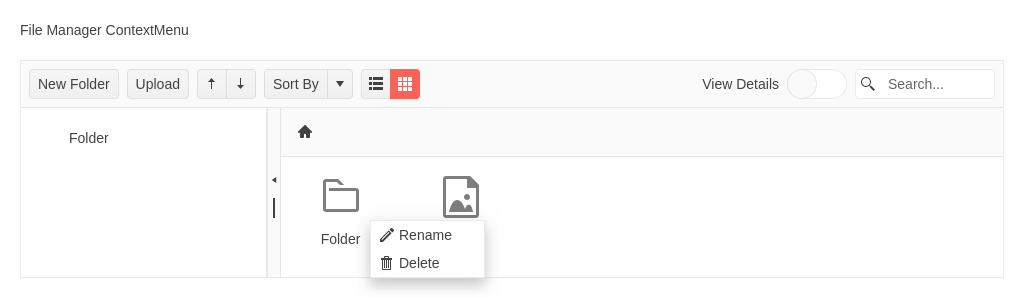 File Manager ContextMenu
New Folder Upload Sort By View Details Search...
Folder
Folder
Rename
Delete